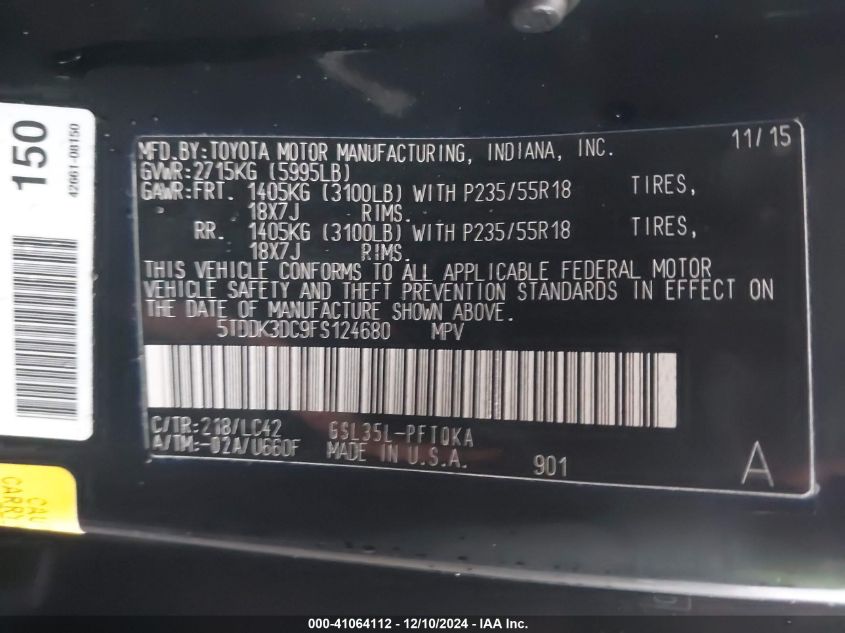 150
42661-08150
11/15
MFD.BY:TOYOTA MOTOR MANUFACTURING, INDIANA, INC.
GVWR:2715KG (5995LB)
GAWR:FRT. 1405KG (3100LB) WITH P235/55R18 TIRES,
18X7J RIMS.
RR. 1405KG (3100LB) WITH P235/55R18 TIRES,
18X7J RIMS.
THIS VEHICLE CONFORMS TO ALL APPLICABLE FEDERAL MOTOR
VEHICLE SAFETY AND THEFT PREVENTION STANDARDS IN EFFECT ON
THE DATE OF MANUFACTURE SHOWN ABOVE.
5TDDK3DC9FS124680 MPV
C/TR:218/LC42 GSL35L-PFTOKA
A/TM:-02A/U660F MADE IN U.S.A. 901 A
CAU
CARRY
000-41064112 - 12/10/2024 - IAA Inc.